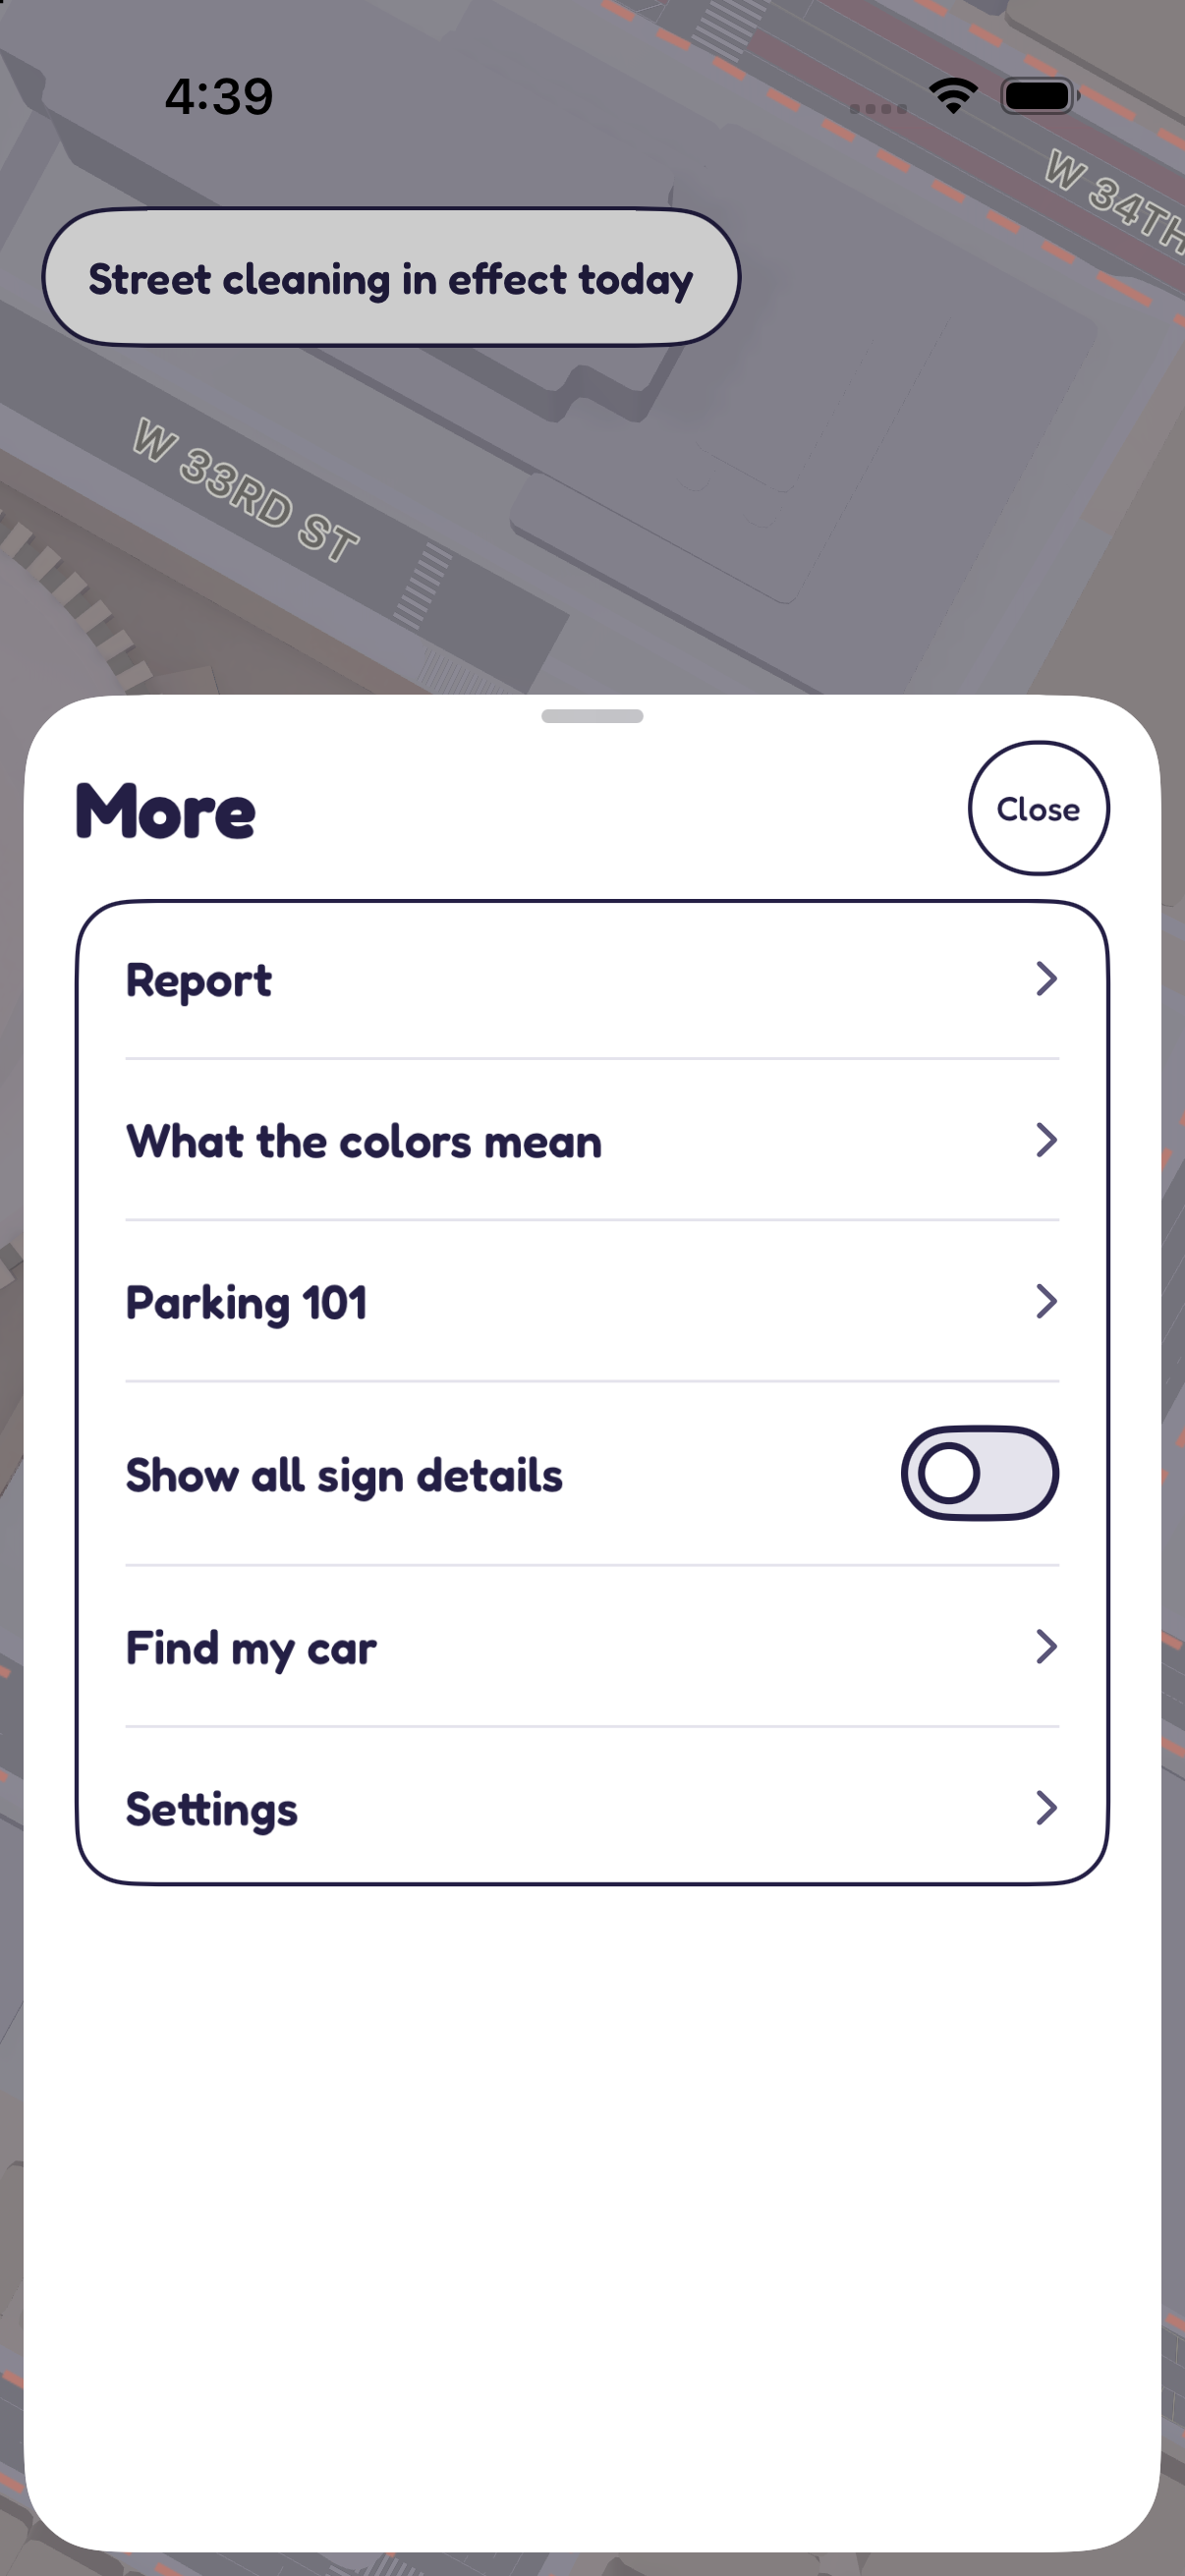 4:39
W 34TH
Street cleaning in effect today
W 33RD ST
More
Close
Report
What the colors mean
Parking 101
Show all sign details
Find my car
Settings